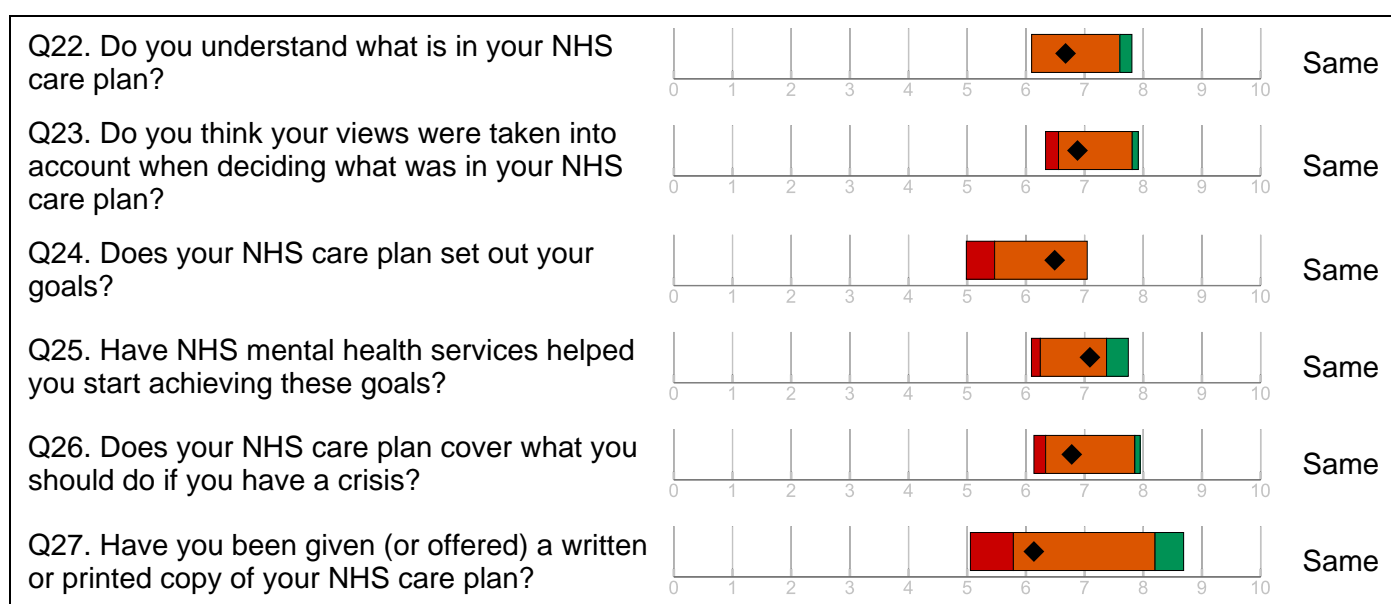 Q22. Do you understand what is in your NHS
care plan?
0 1 2 3 4 5 6 7 8 9 10
Same
Q23. Do you think your views were taken into
account when deciding what was in your NHS
care plan?
0 1 2 3 4 5 6 7 8 9 10
Same
Q24. Does your NHS care plan set out your
goals?
0 1 2 3 4 5 6 7 8 9 10
Same
Q25. Have NHS mental health services helped
you start achieving these goals?
0 1 2 3 4 5 6 7 8 9 10
Same
Q26. Does your NHS care plan cover what you
should do if you have a crisis?
0 1 2 3 4 5 6 7 8 9 10
Same
Q27. Have you been given (or offered) a written
or printed copy of your NHS care plan?
0 1 2 3 4 5 6 7 8 9 10
Same